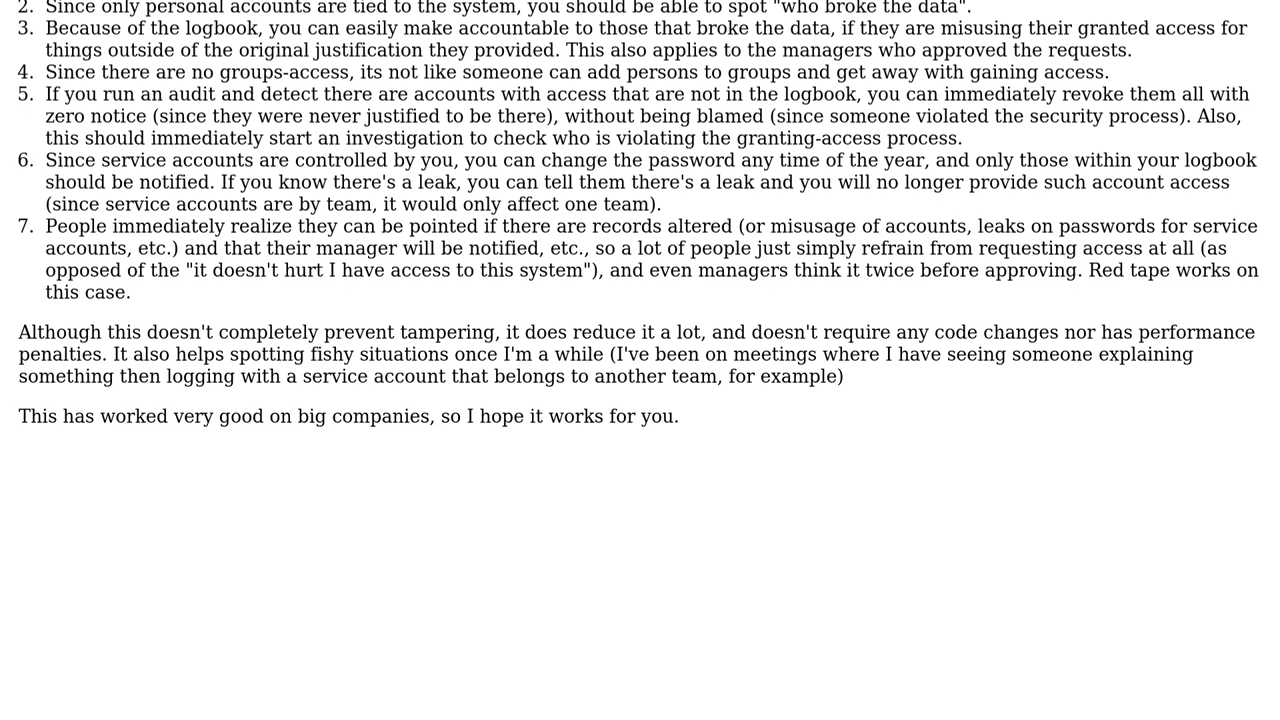 2. Since only personal accounts are tied to the system, you should be able to spot "who broke the data".
3. Because of the logbook, you can easily make accountable to those that broke the data, if they are misusing their granted access for
things outside of the original justification they provided. This also applies to the managers who approved the requests.
4. Since there are no groups-access, its not like someone can add persons to groups and get away with gaining access.
5. If you run an audit and detect there are accounts with access that are not in the logbook, you can immediately revoke them all with
zero notice (since they were never justified to be there), without being blamed (since someone violated the security process). Also,
this should immediately start an investigation to check who is violating the granting-access process.
6. Since service accounts are controlled by you, you can change the password any time of the year, and only those within your logbook
should be notified. If you know there's a leak, you can tell them there's a leak and you will no longer provide such account access
(since service accounts are by team, it would only affect one team).
7. People immediately realize they can be pointed if there are records altered (or misusage of accounts, leaks on passwords for service
accounts, etc.) and that their manager will be notified, etc., so a lot of people just simply refrain from requesting access at all (as
opposed of the "it doesn't hurt I have access to this system"), and even managers think it twice before approving. Red tape works on
this case.
Although this doesn't completely prevent tampering, it does reduce it a lot, and doesn't require any code changes nor has performance
penalties. It also helps spotting fishy situations once I'm a while (I've been on meetings where I have seeing someone explaining
something then logging with a service account that belongs to another team, for example)
This has worked very good on big companies, so I hope it works for you.